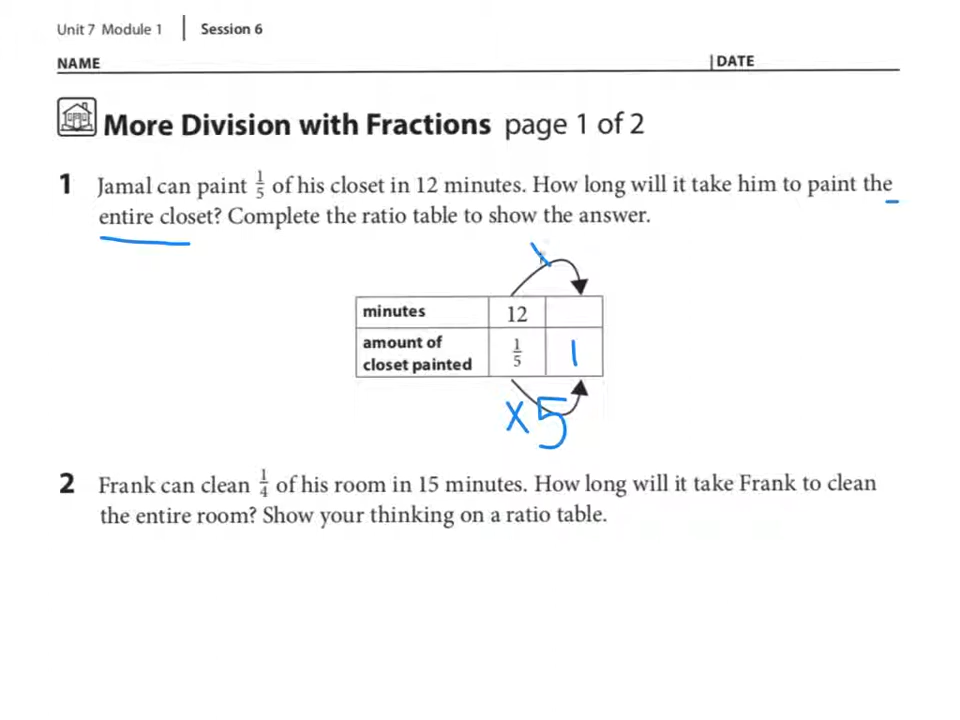 Unit 7 Module 1 | Session 6
NAME | DATE
More Division with Fractions page 1 of 2
1 Jamal can paint 1/5 of his closet in 12 minutes. How long will it take him to paint the
entire closet? Complete the ratio table to show the answer.
minutes 12
amount of closet painted 1/5 1
×5
2 Frank can clean 1/4 of his room in 15 minutes. How long will it take Frank to clean
the entire room? Show your thinking on a ratio table.